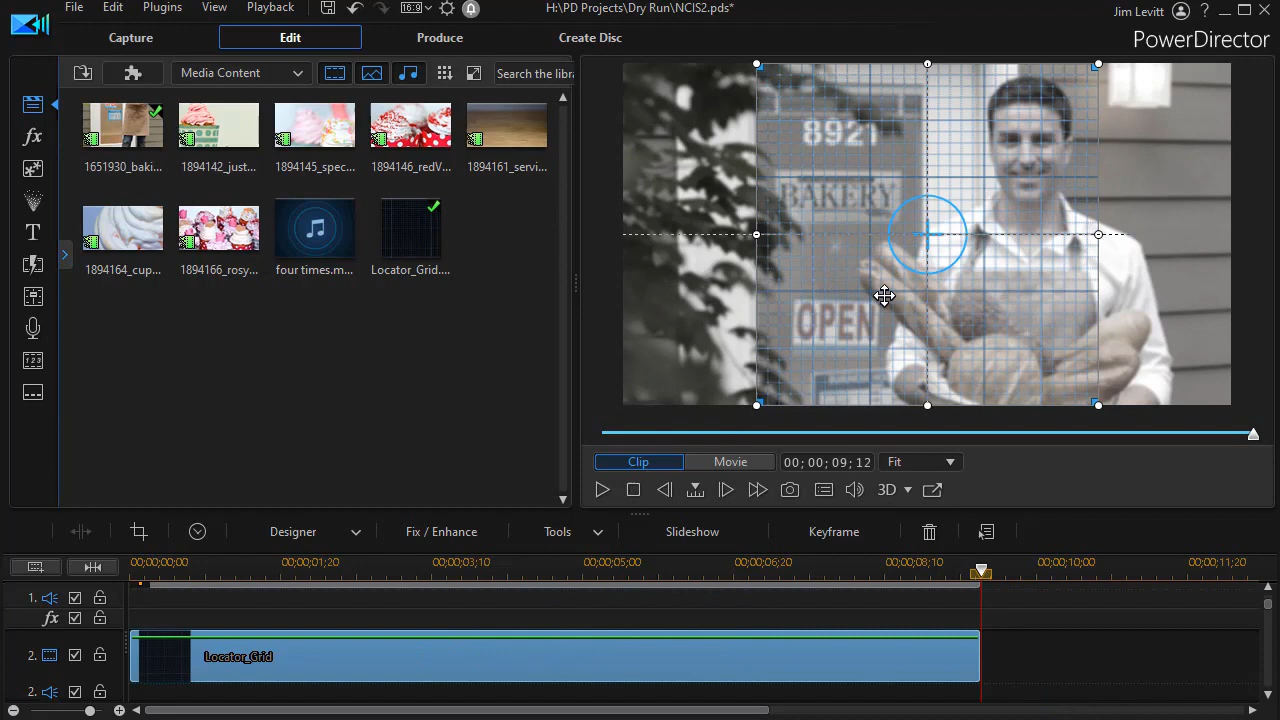 File Edit Plugins View Playback 16:9 H:\PD Projects\Dry Run\NCIS2.pds* Jim Levitt ?
PowerDirector
Capture Edit Produce Create Disc
Media Content Search the libra
1651930_baki... 1894142_just... 1894145_spec... 1894146_redV... 1894161_servi...
1894164_cup... 1894166_rosy... four times.m... Locator_Grid....
fx
T
8921
BAKERY
OPEN
Clip Movie 00; 00; 09; 12 Fit
3D
Designer Fix / Enhance Tools Slideshow Keyframe
00;00;00;00 00;00;01;20 00;00;03;10 00;00;05;00 00;00;06;20 00;00;08;10 00;00;10;00 00;00;11;20
1.
fx
2. Locator_Grid
2.